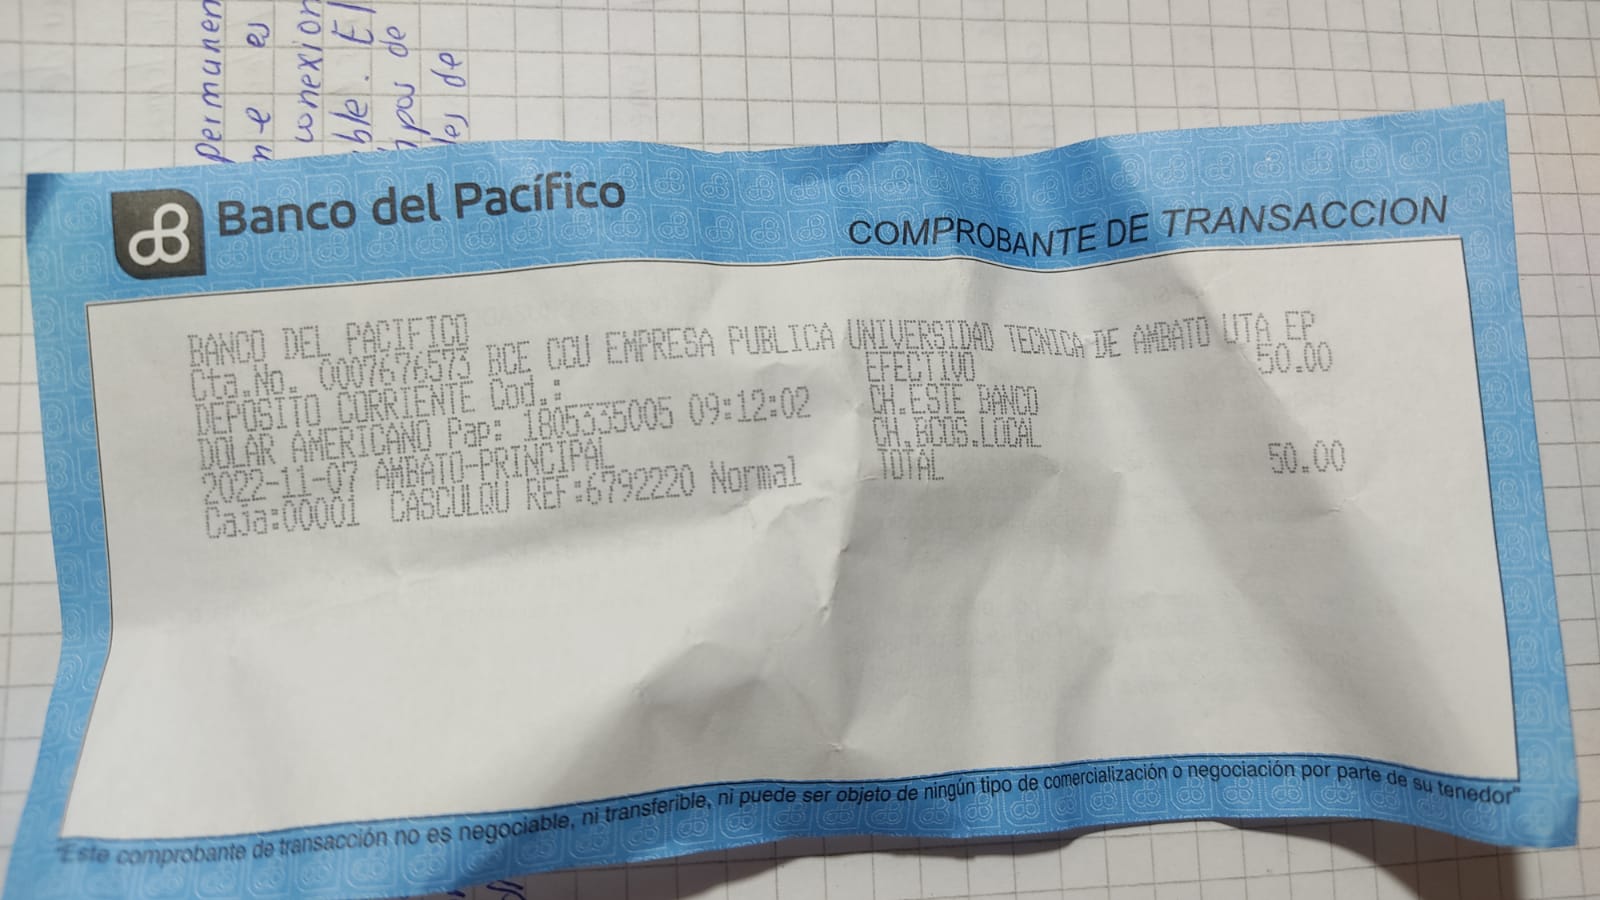 permanen
n-e es
conexion
ble. El
pos de
les de
Banco del Pacífico
COMPROBANTE DE TRANSACCION
BANCO DEL PACIFICO
Cta.No. 0007676573 BCE CCU EMPRESA PUBLICA UNIVERSIDAD TECNICA DE AMBATO UTA EP
DEPOSITO CORRIENTE Cod.: EFECTIVO 50.00
DOLAR AMERICANO Pap: 1805335005 09:12:02 CH.ESTE BANCO
2022-11-07 AMBATO-PRINCIPAL CH.BCOS.LOCAL
Caja:00001 CASCULQU REF:6792220 Normal TOTAL 50.00
"Este comprobante de transacción no es negociable, ni transferible, ni puede ser objeto de ningún tipo de comercialización o negociación por parte de su tenedor"